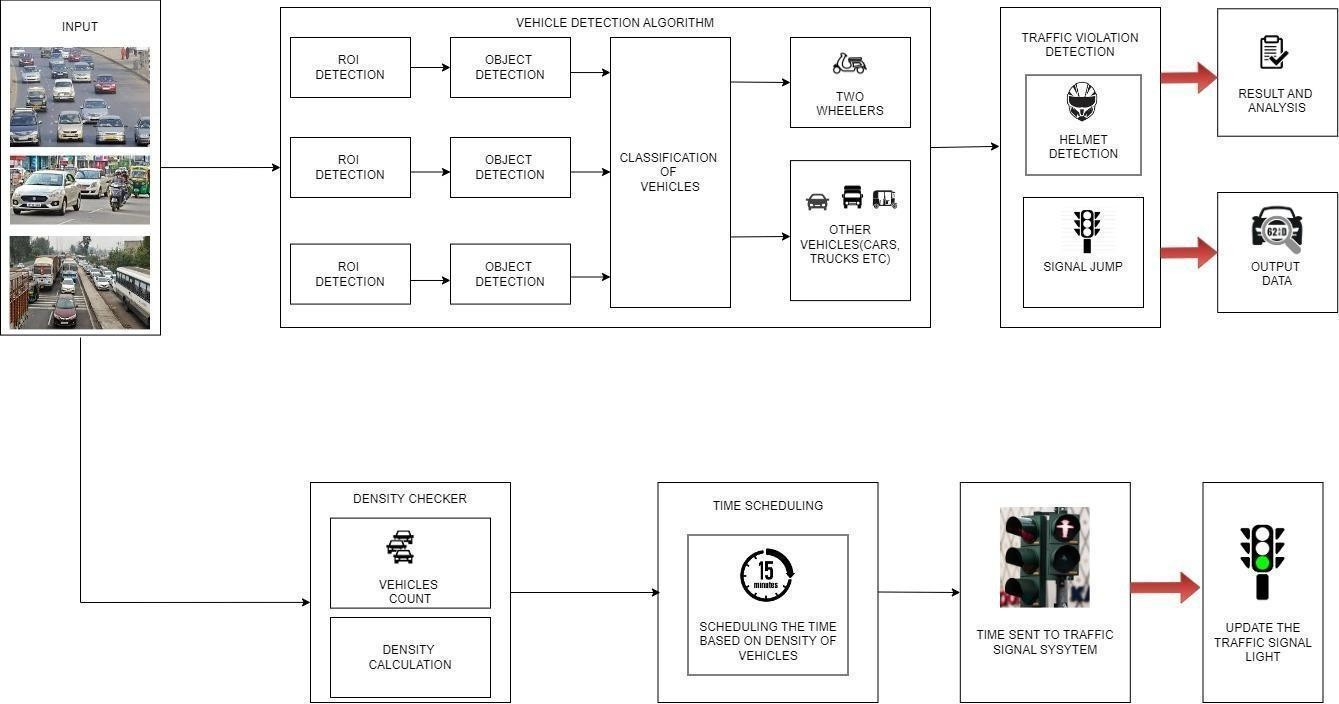 INPUT
VEHICLE DETECTION ALGORITHM
ROI
DETECTION
OBJECT
DETECTION
ROI
DETECTION
OBJECT
DETECTION
ROI
DETECTION
OBJECT
DETECTION
CLASSIFICATION
OF
VEHICLES
TWO
WHEELERS
OTHER
VEHICLES(CARS,
TRUCKS ETC)
TRAFFIC VIOLATION
DETECTION
HELMET
DETECTION
SIGNAL JUMP
RESULT AND
ANALYSIS
OUTPUT
DATA
DENSITY CHECKER
VEHICLES
COUNT
DENSITY
CALCULATION
TIME SCHEDULING
15
minutes
SCHEDULING THE TIME
BASED ON DENSITY OF
VEHICLES
TIME SENT TO TRAFFIC
SIGNAL SYSYTEM
UPDATE THE
TRAFFIC SIGNAL
LIGHT